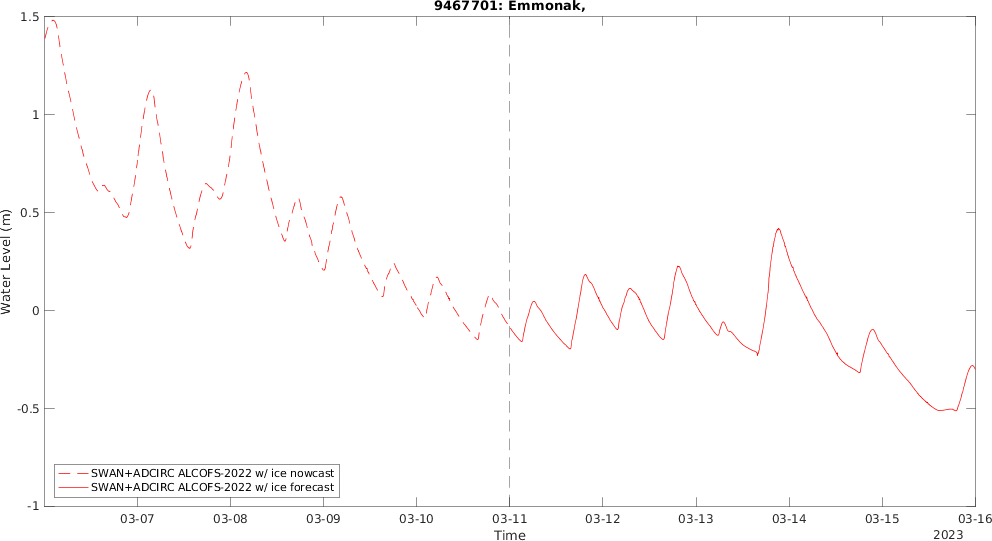 9467701: Emmonak,
Water Level (m)
1.5
1
0.5
0
-0.5
-1
SWAN+ADCIRC ALCOFS-2022 w/ ice nowcast
SWAN+ADCIRC ALCOFS-2022 w/ ice forecast
03-07 03-08 03-09 03-10 03-11 03-12 03-13 03-14 03-15 03-16
Time
2023